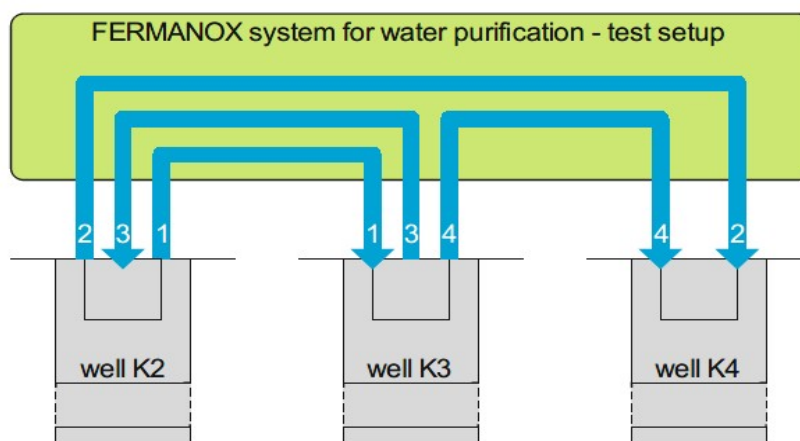 FERMANOX system for water purification - test setup
2 3 1 1 3 4 4 2
well K2 well K3 well K4